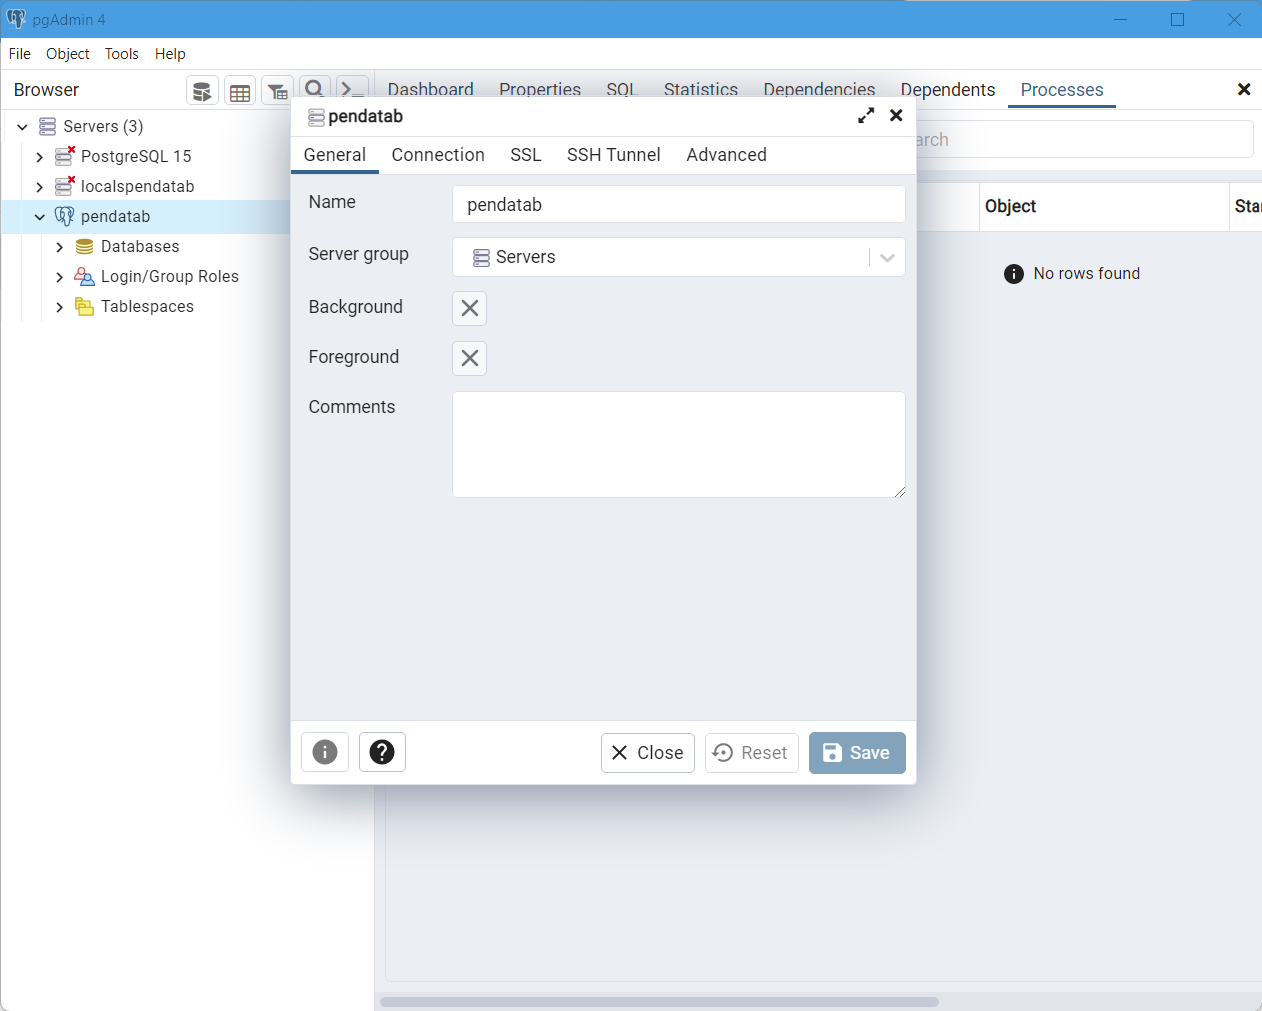 pgAdmin 4
File Object Tools Help
Browser
Dashboard Properties SQL Statistics Dependencies Dependents Processes
Servers (3)
PostgreSQL 15
localspendatab
pendatab
Databases
Login/Group Roles
Tablespaces
pendatab
General Connection SSL SSH Tunnel Advanced
Name pendatab
Server group Servers
Background
Foreground
Comments
Close Reset Save
arch
Object Sta
No rows found